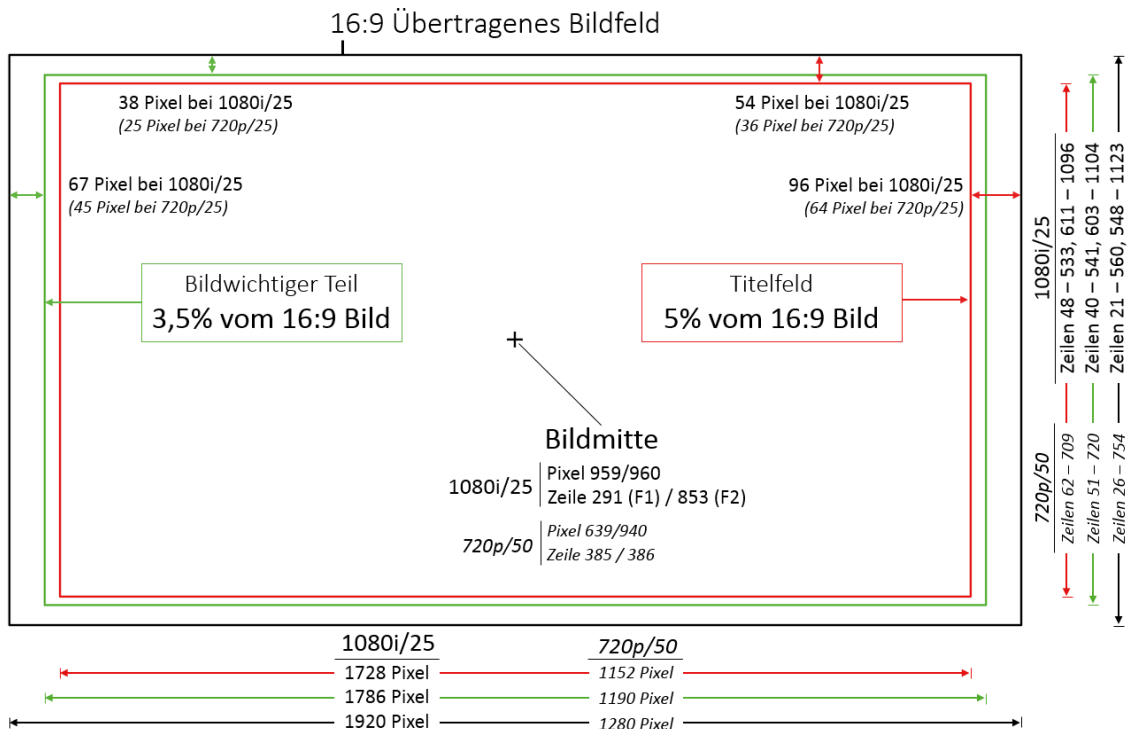 16:9 Übertragenes Bildfeld
38 Pixel bei 1080i/25
(25 Pixel bei 720p/25)
54 Pixel bei 1080i/25
(36 Pixel bei 720p/25)
67 Pixel bei 1080i/25
(45 Pixel bei 720p/25)
96 Pixel bei 1080i/25
(64 Pixel bei 720p/25)
Bildwichtiger Teil
3,5% vom 16:9 Bild
Titelfeld
5% vom 16:9 Bild
Bildmitte
1080i/25
Pixel 959/960
Zeile 291 (F1) / 853 (F2)
720p/50
Pixel 639/940
Zeile 385 / 386
1080i/25
Zeilen 48 – 533, 611 – 1096
Zeilen 40 – 541, 603 – 1104
Zeilen 21 – 560, 548 – 1123
720p/50
Zeilen 62 – 709
Zeilen 51 – 720
Zeilen 26 – 754
1080i/25 720p/50
1728 Pixel 1152 Pixel
1786 Pixel 1190 Pixel
1920 Pixel 1280 Pixel